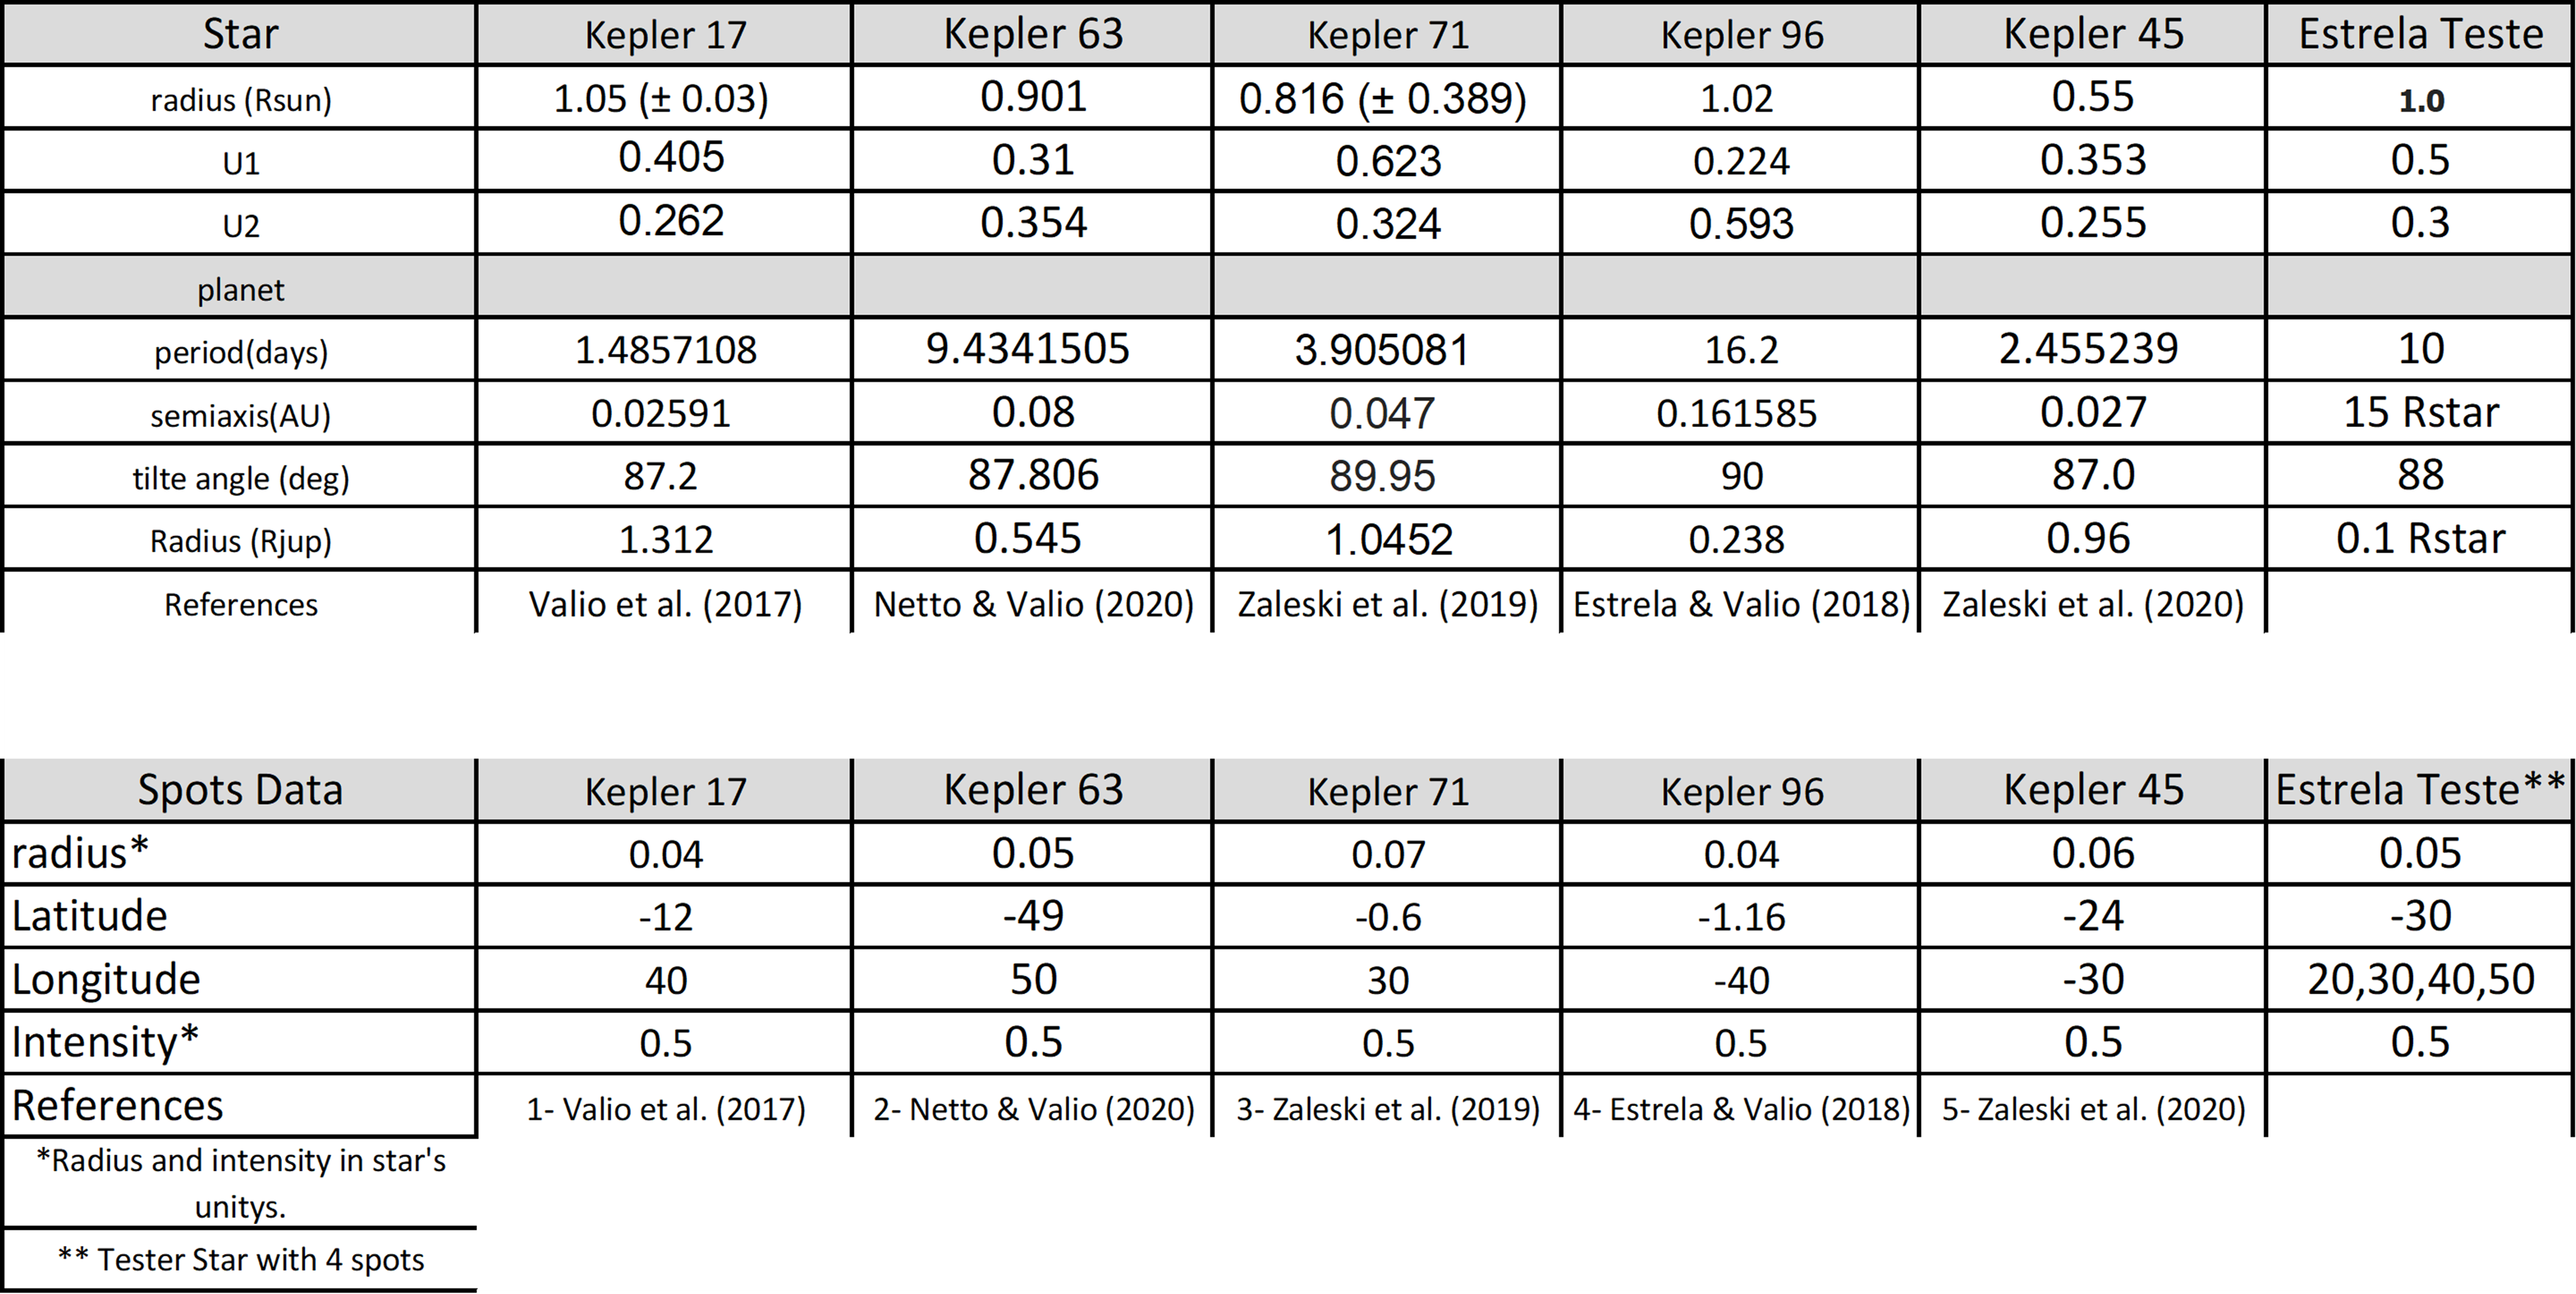 Star Kepler 17 Kepler 63 Kepler 71 Kepler 96 Kepler 45 Estrela Teste
radius (Rsun) 1.05 (± 0.03) 0.901 0.816 (± 0.389) 1.02 0.55 1.0
U1 0.405 0.31 0.623 0.224 0.353 0.5
U2 0.262 0.354 0.324 0.593 0.255 0.3
planet
period(days) 1.4857108 9.4341505 3.905081 16.2 2.455239 10
semiaxis(AU) 0.02591 0.08 0.047 0.161585 0.027 15 Rstar
tilte angle (deg) 87.2 87.806 89.95 90 87.0 88
Radius (Rjup) 1.312 0.545 1.0452 0.238 0.96 0.1 Rstar
References Valio et al. (2017) Netto & Valio (2020) Zaleski et al. (2019) Estrela & Valio (2018) Zaleski et al. (2020)
Spots Data Kepler 17 Kepler 63 Kepler 71 Kepler 96 Kepler 45 Estrela Teste**
radius* 0.04 0.05 0.07 0.04 0.06 0.05
Latitude -12 -49 -0.6 -1.16 -24 -30
Longitude 40 50 30 -40 -30 20,30,40,50
Intensity* 0.5 0.5 0.5 0.5 0.5 0.5
References 1- Valio et al. (2017) 2- Netto & Valio (2020) 3- Zaleski et al. (2019) 4- Estrela & Valio (2018) 5- Zaleski et al. (2020)
*Radius and intensity in star's
unitys.
** Tester Star with 4 spots